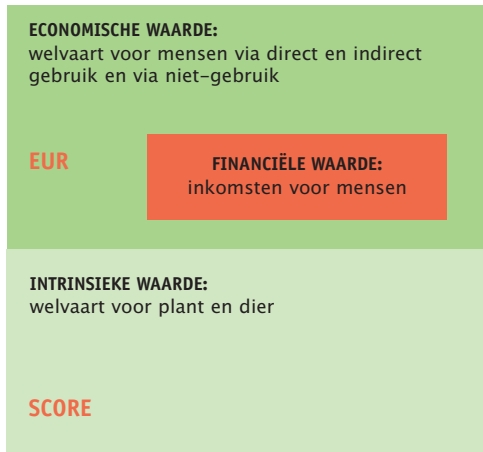 ECONOMISCHE WAARDE:
welvaart voor mensen via direct en indirect
gebruik en via niet-gebruik
EUR
FINANCIËLE WAARDE:
inkomsten voor mensen
INTRINSIEKE WAARDE:
welvaart voor plant en dier
SCORE